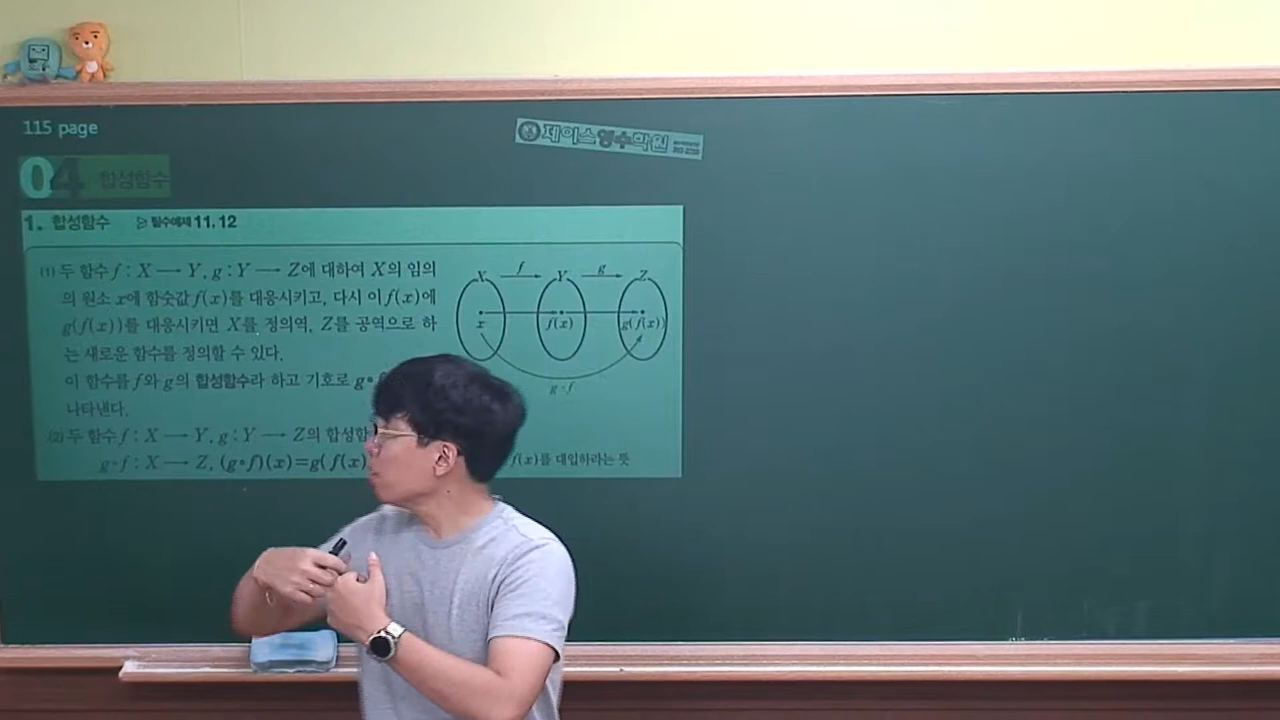 115 page
제이스영수학원
04 합성함수
1. 합성함수 ▷ 필수예제 11, 12
(1) 두 함수 f : X ─→ Y, g : Y ─→ Z에 대하여 X의 임의
의 원소 x에 함숫값 f(x)를 대응시키고, 다시 이 f(x)에
g(f(x))를 대응시키면 X를 정의역, Z를 공역으로 하
는 새로운 함수를 정의할 수 있다.
이 함수를 f와 g의 합성함수라 하고 기호로 g∘f
나타낸다.
(2) 두 함수 f : X ─→ Y, g : Y ─→ Z의 합성함
g∘f : X ─→ Z, (g∘f)(x)=g(f(x) f(x)를 대입하라는 뜻
X f Y g Z
x f(x) g(f(x))
g∘f